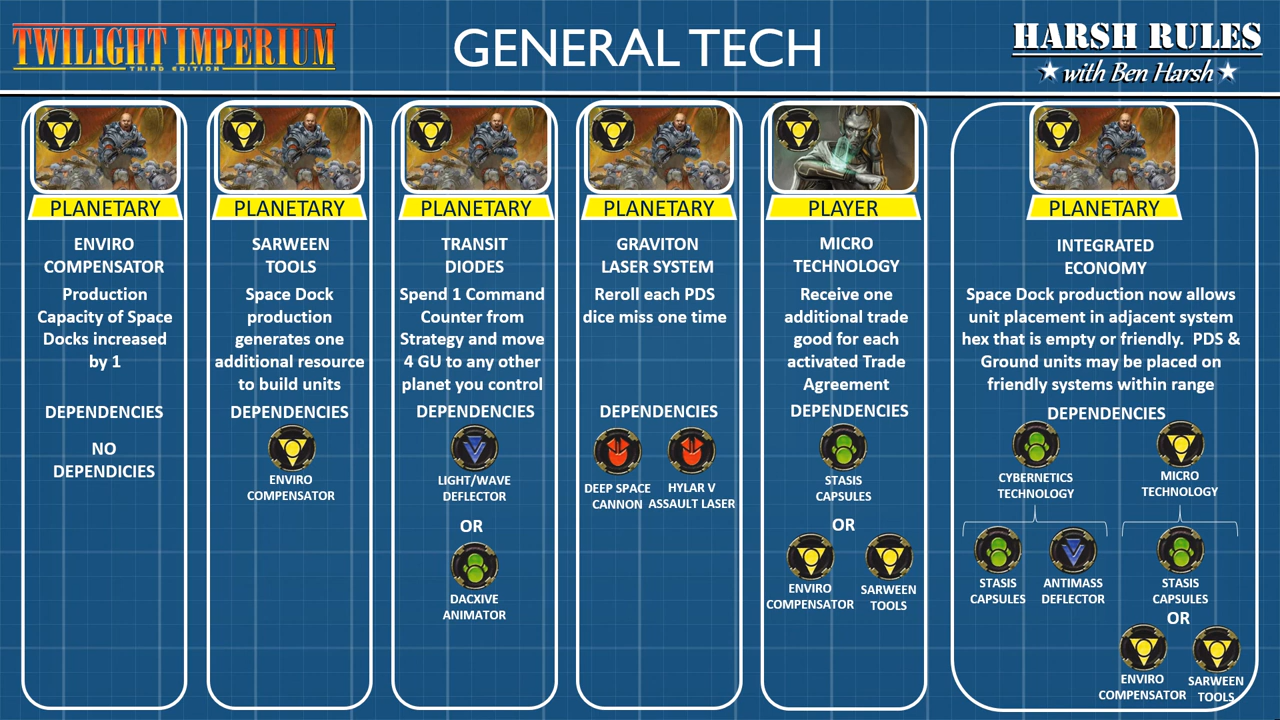 TWILIGHT IMPERIUM
THIRD EDITION
GENERAL TECH
HARSH RULES
with Ben Harsh
PLANETARY
ENVIRO
COMPENSATOR
Production
Capacity of Space
Docks increased
by 1
DEPENDENCIES
NO
DEPENDICIES
PLANETARY
SARWEEN
TOOLS
Space Dock
production
generates one
additional resource
to build units
DEPENDENCIES
ENVIRO
COMPENSATOR
PLANETARY
TRANSIT
DIODES
Spend 1 Command
Counter from
Strategy and move
4 GU to any other
planet you control
DEPENDENCIES
LIGHT/WAVE
DEFLECTOR
OR
DACXIVE
ANIMATOR
PLANETARY
GRAVITON
LASER SYSTEM
Reroll each PDS
dice miss one time
DEPENDENCIES
DEEP SPACE
CANNON
HYLAR V
ASSAULT LASER
PLAYER
MICRO
TECHNOLOGY
Receive one
additional trade
good for each
activated Trade
Agreement
DEPENDENCIES
STASIS
CAPSULES
OR
ENVIRO
COMPENSATOR
SARWEEN
TOOLS
PLANETARY
INTEGRATED
ECONOMY
Space Dock production now allows
unit placement in adjacent system
hex that is empty or friendly. PDS &
Ground units may be placed on
friendly systems within range
DEPENDENCIES
CYBERNETICS
TECHNOLOGY
MICRO
TECHNOLOGY
STASIS
CAPSULES
ANTIMASS
DEFLECTOR
STASIS
CAPSULES
OR
ENVIRO
COMPENSATOR
SARWEEN
TOOLS